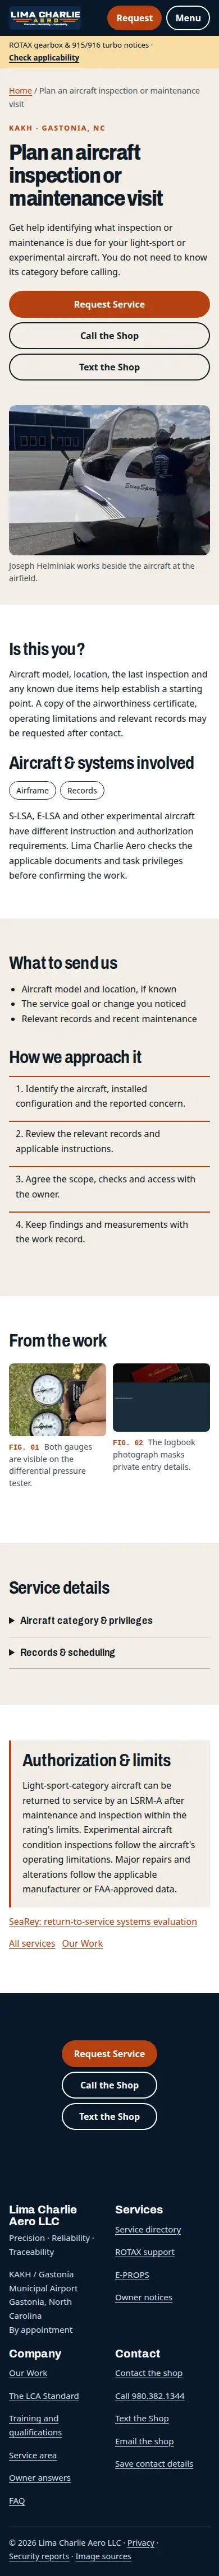 LIMA CHARLIE
AERO
Request
Menu
ROTAX gearbox & 915/916 turbo notices ·
Check applicability
Home / Plan an aircraft inspection or maintenance
visit
KAKH · GASTONIA, NC
Plan an aircraft
inspection or
maintenance visit
Get help identifying what inspection or
maintenance is due for your light-sport or
experimental aircraft. You do not need to know
its category before calling.
Request Service
Call the Shop
Text the Shop
StingSport
Joseph Helminiak works beside the aircraft at the
airfield.
Is this you?
Aircraft model, location, the last inspection and
any known due items help establish a starting
point. A copy of the airworthiness certificate,
operating limitations and relevant records may
be requested after contact.
Aircraft & systems involved
Airframe
Records
S-LSA, E-LSA and other experimental aircraft
have different instruction and authorization
requirements. Lima Charlie Aero checks the
applicable documents and task privileges
before confirming the work.
What to send us
• Aircraft model and location, if known
• The service goal or change you noticed
• Relevant records and recent maintenance
How we approach it
1. Identify the aircraft, installed
configuration and the reported concern.
2. Review the relevant records and
applicable instructions.
3. Agree the scope, checks and access with
the owner.
4. Keep findings and measurements with
the work record.
From the work
FIG. 01 Both gauges
are visible on the
differential pressure
tester.
FIG. 02 The logbook
photograph masks
private entry details.
Service details
Aircraft category & privileges
Records & scheduling
Authorization & limits
Light-sport-category aircraft can be
returned to service by an LSRM-A after
maintenance and inspection within the
rating's limits. Experimental aircraft
condition inspections follow the aircraft's
operating limitations. Major repairs and
alterations follow the applicable
manufacturer or FAA-approved data.
SeaRey: return-to-service systems evaluation
All services Our Work
Request Service
Call the Shop
Text the Shop
Lima Charlie
Aero LLC
Precision · Reliability ·
Traceability
KAKH / Gastonia
Municipal Airport
Gastonia, North
Carolina
By appointment
Services
Service directory
ROTAX support
E-PROPS
Owner notices
Company
Our Work
The LCA Standard
Training and
qualifications
Service area
Owner answers
FAQ
Contact
Contact the shop
Call 980.382.1344
Text the Shop
Email the shop
Save contact details
© 2026 Lima Charlie Aero LLC · Privacy ·
Security reports · Image sources